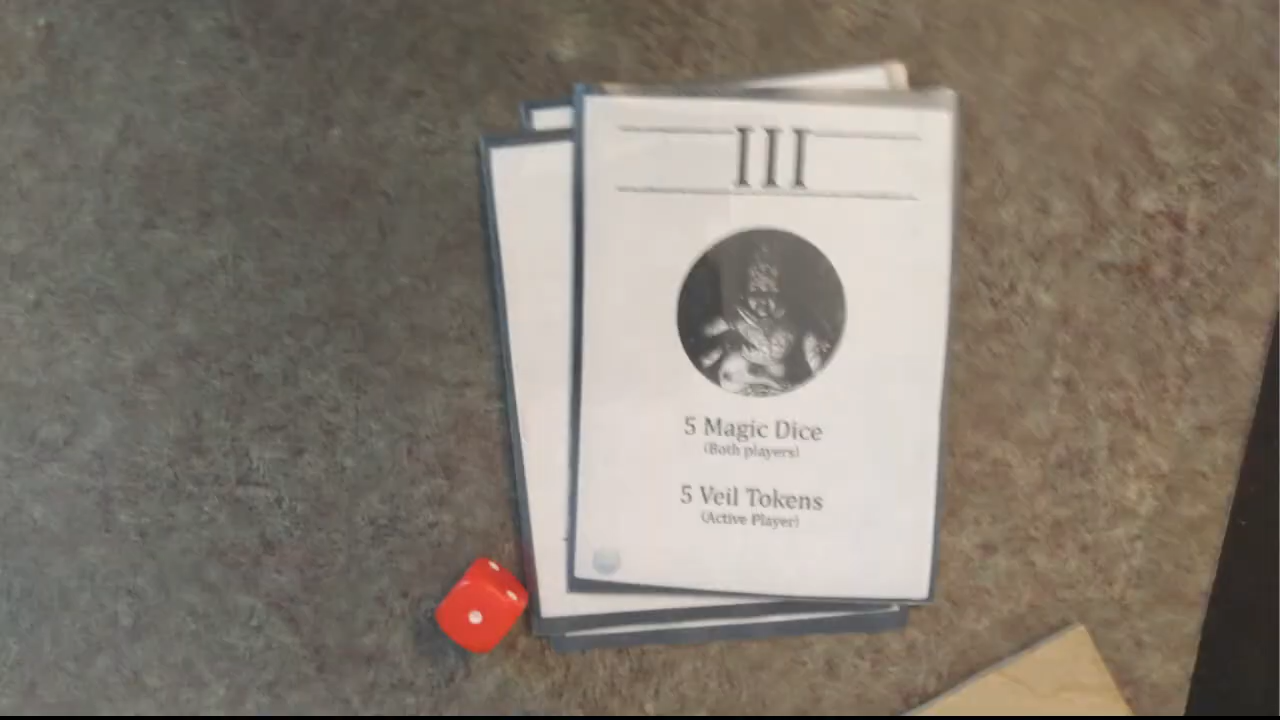 III
5 Magic Dice
(Both players)
5 Veil Tokens
(Active Player)